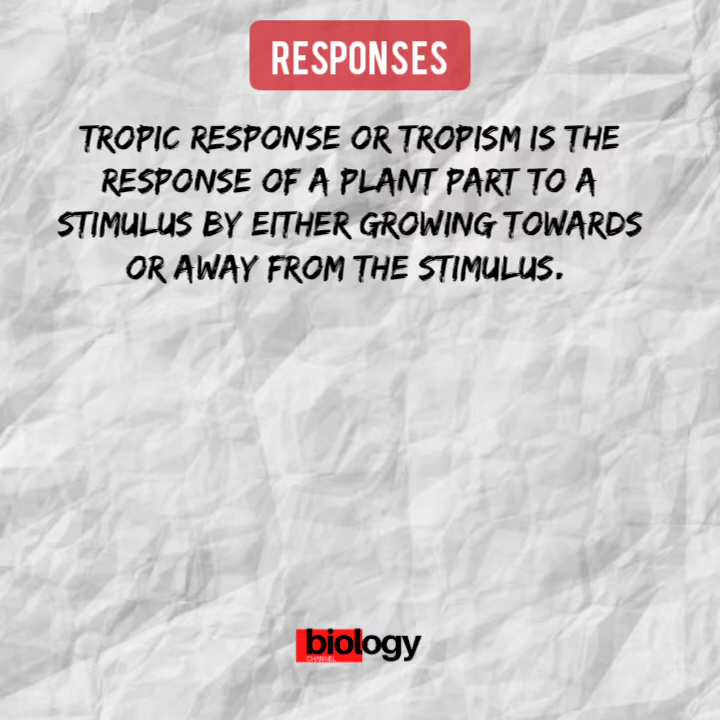 RESPONSES
TROPIC RESPONSE OR TROPISM IS THE
RESPONSE OF A PLANT PART TO A
STIMULUS BY EITHER GROWING TOWARDS
OR AWAY FROM THE STIMULUS.
biology
CHANNEL